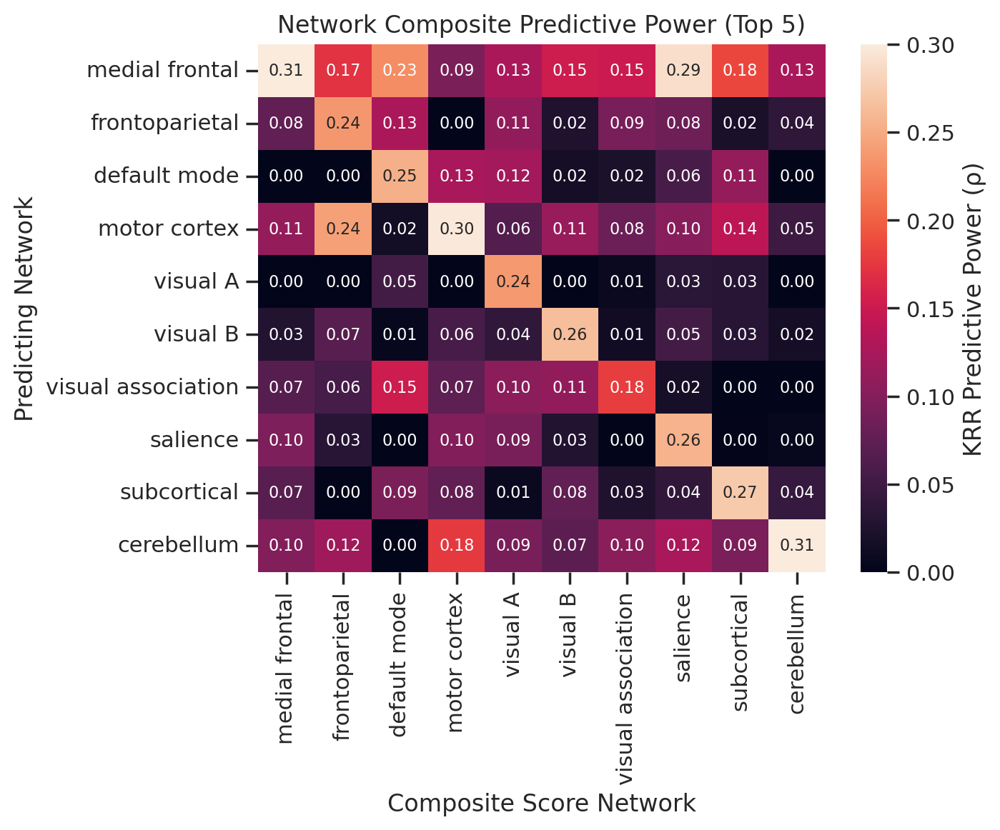 Network Composite Predictive Power (Top 5)
Predicting Network
medial frontal 0.31 0.17 0.23 0.09 0.13 0.15 0.15 0.29 0.18 0.13
frontoparietal 0.08 0.24 0.13 0.00 0.11 0.02 0.09 0.08 0.02 0.04
default mode 0.00 0.00 0.25 0.13 0.12 0.02 0.02 0.06 0.11 0.00
motor cortex 0.11 0.24 0.02 0.30 0.06 0.11 0.08 0.10 0.14 0.05
visual A 0.00 0.00 0.05 0.00 0.24 0.00 0.01 0.03 0.03 0.00
visual B 0.03 0.07 0.01 0.06 0.04 0.26 0.01 0.05 0.03 0.02
visual association 0.07 0.06 0.15 0.07 0.10 0.11 0.18 0.02 0.00 0.00
salience 0.10 0.03 0.00 0.10 0.09 0.03 0.00 0.26 0.00 0.00
subcortical 0.07 0.00 0.09 0.08 0.01 0.08 0.03 0.04 0.27 0.04
cerebellum 0.10 0.12 0.00 0.18 0.09 0.07 0.10 0.12 0.09 0.31
medial frontal
frontoparietal
default mode
motor cortex
visual A
visual B
visual association
salience
subcortical
cerebellum
Composite Score Network
0.30
0.25
0.20
0.15
0.10
0.05
0.00
KRR Predictive Power (ρ)